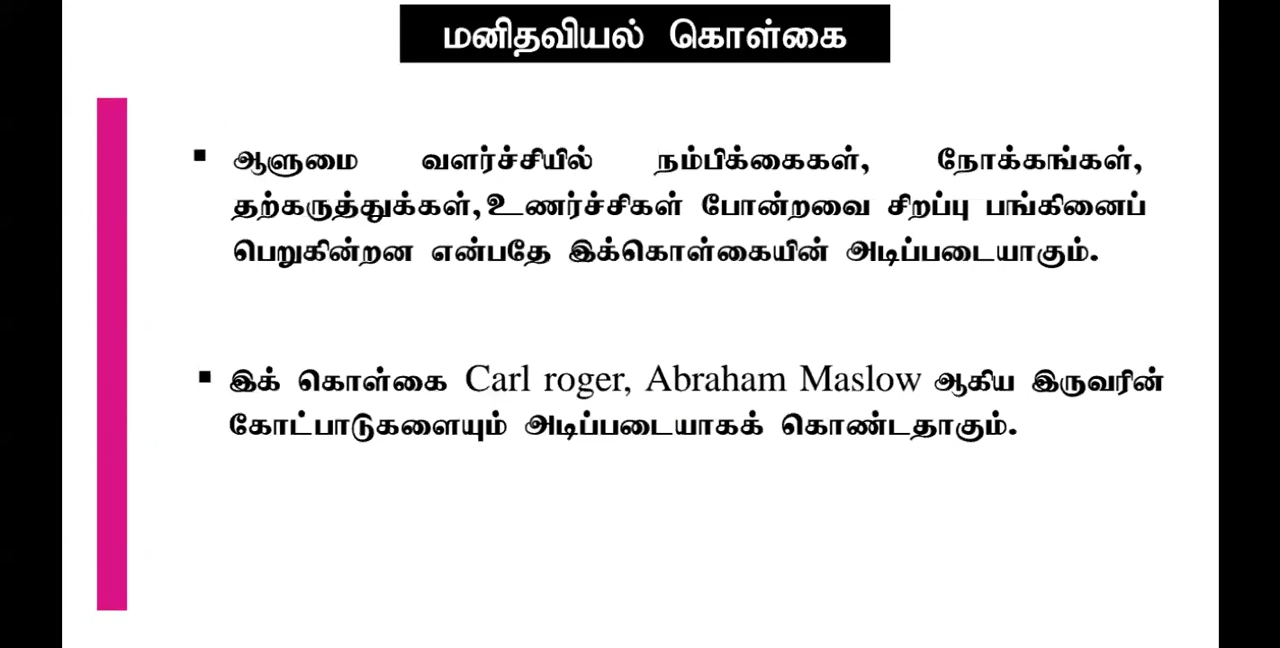 மனிதவியல் கொள்கை
▪ ஆளுமை வளர்ச்சியில் நம்பிக்கைகள், நோக்கங்கள்,
தற்கருத்துக்கள்,உணர்ச்சிகள் போன்றவை சிறப்பு பங்கினைப்
பெறுகின்றன என்பதே இக்கொள்கையின் அடிப்படையாகும்.
▪ இக் கொள்கை Carl roger, Abraham Maslow ஆகிய இருவரின்
கோட்பாடுகளையும் அடிப்படையாகக் கொண்டதாகும்.